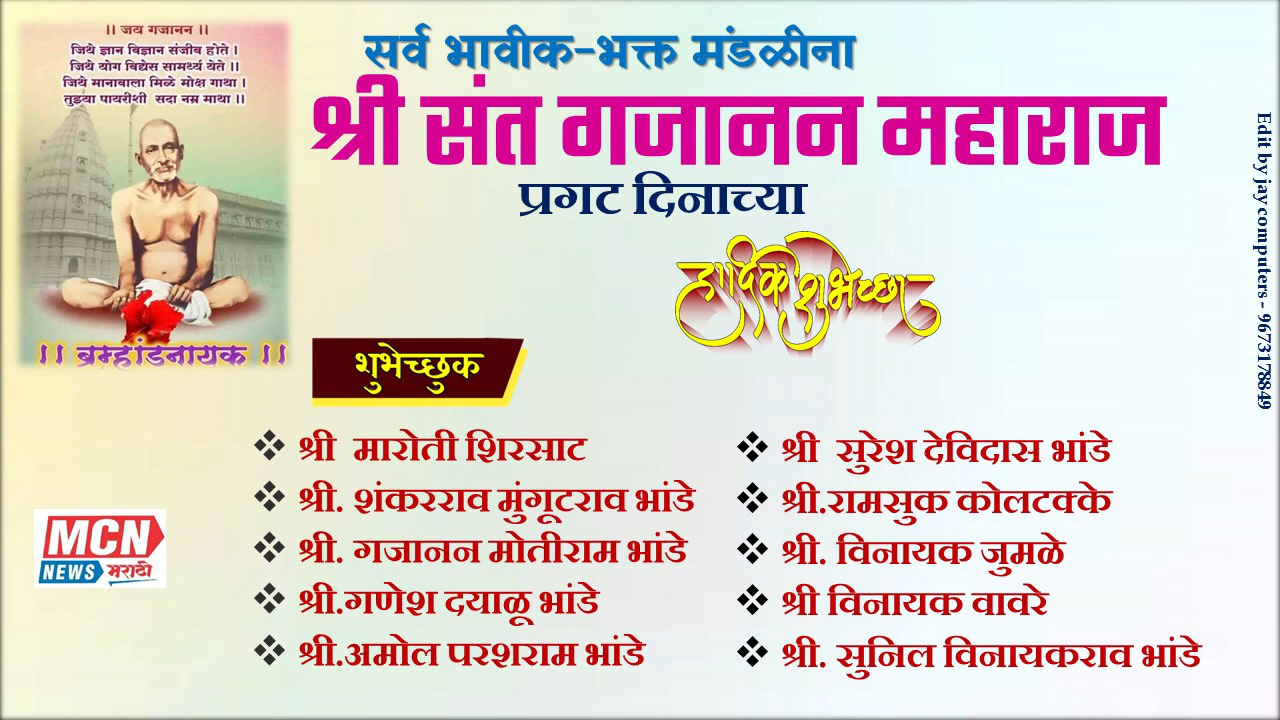 ।। जय गजानन ।।
जिथे ज्ञान विज्ञान संजीब होते ।
जिथे योग विद्येस सामर्थ्य येते ।।
जिथे मानाबाला मिळे मोक्ष गाथा ।
तुझ्या पायरीशी सदा नम्र माथा ।।
।। ब्रम्हांडनायक ।।
सर्व भावीक-भक्त मंडळीना
श्री संत गजानन महाराज
प्रगट दिनाच्या
हार्दिक शुभेच्छा
शुभेच्छुक
❖ श्री मारोती शिरसाट
❖ श्री. शंकरराव मुंगूटराव भांडे
❖ श्री. गजानन मोतीराम भांडे
❖ श्री.गणेश दयाळू भांडे
❖ श्री.अमोल परशराम भांडे
❖ श्री सुरेश देविदास भांडे
❖ श्री.रामसुक कोलटक्के
❖ श्री. विनायक जुमळे
❖ श्री विनायक वावरे
❖ श्री. सुनिल विनायकराव भांडे
MCN
NEWS मराठी
Edit by jay computers - 9673178849